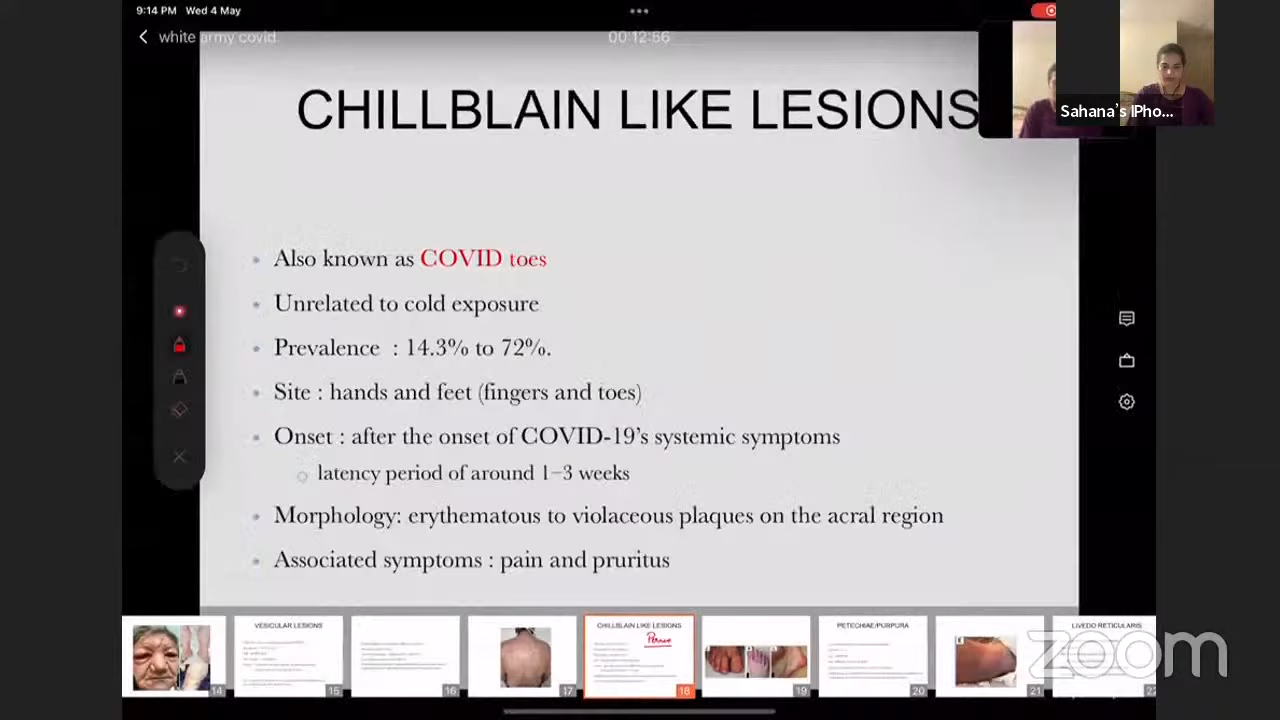 9:14 PM Wed 4 May
white army covid
00:12:56
Sahana's IPho...
CHILLBLAIN LIKE LESIONS
Also known as COVID toes
Unrelated to cold exposure
Prevalence : 14.3% to 72%.
Site : hands and feet (fingers and toes)
Onset : after the onset of COVID-19's systemic symptoms
latency period of around 1–3 weeks
Morphology: erythematous to violaceous plaques on the acral region
Associated symptoms : pain and pruritus
VESICULAR LESIONS
CHILLBLAIN LIKE LESIONS
PETECHIAE/PURPURA
LIVEDO RETICULARIS
14
15
16
17
18
19
20
21
zoom